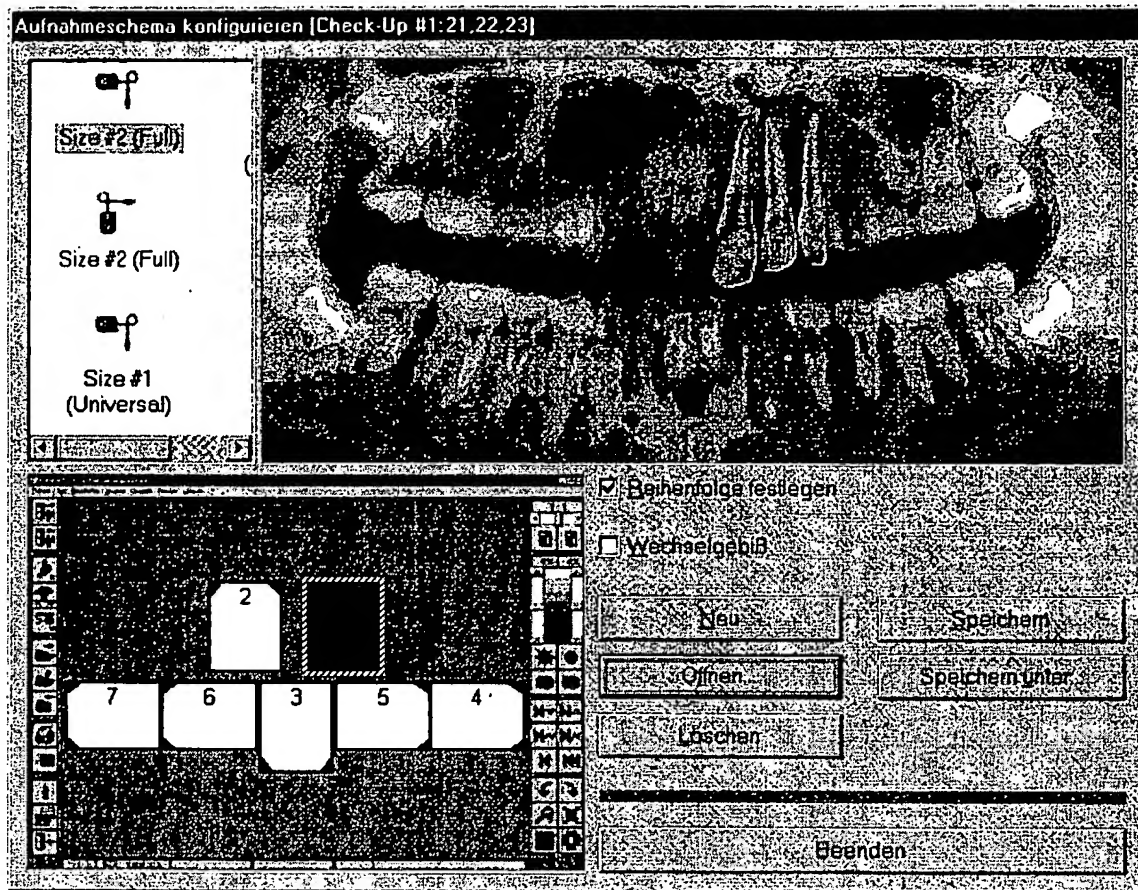 Aufnahmeschema konfigurieren [Check-Up #1:21,22,23]
Size #2 (Full)
Size #2 (Full)
Size #1
(Universal)
Reihenfolge festlegen
Wechselgebiß
Neu
Speichern
Öffnen
Speichern unter...
Löschen
Beenden
2
7
6
3
5
4